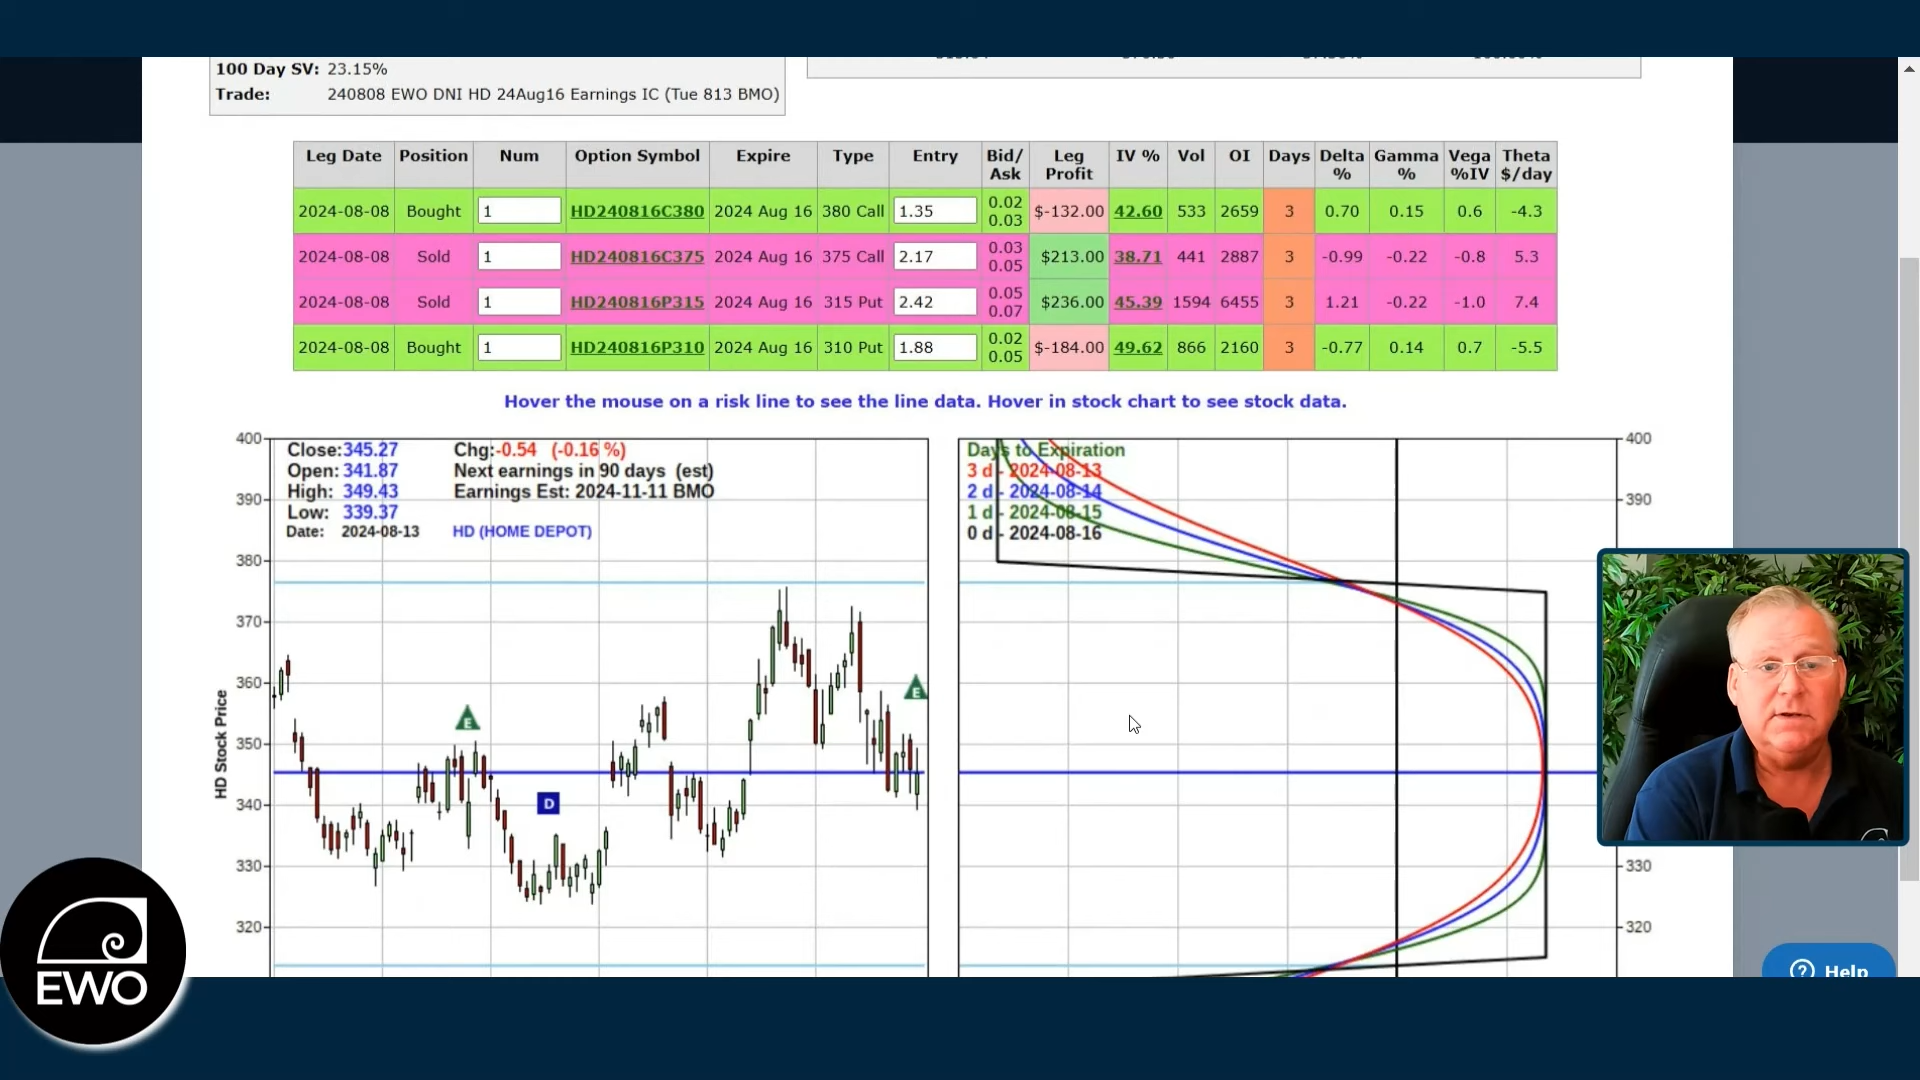 100 Day SV: 23.15%
Trade: 240808 EWO DNI HD 24Aug16 Earnings IC (Tue 813 BMO)
Leg Date Position Num Option Symbol Expire Type Entry Bid/ Ask Leg Profit IV % Vol OI Days Delta % Gamma % Vega %IV Theta $/day
2024-08-08 Bought 1 HD240816C380 2024 Aug 16 380 Call 1.35 0.02 0.03 $-132.00 42.60 533 2659 3 0.70 0.15 0.6 -4.3
2024-08-08 Sold 1 HD240816C375 2024 Aug 16 375 Call 2.17 0.03 0.05 $213.00 38.71 441 2887 3 -0.99 -0.22 -0.8 5.3
2024-08-08 Sold 1 HD240816P315 2024 Aug 16 315 Put 2.42 0.05 0.07 $236.00 45.39 1594 6455 3 1.21 -0.22 -1.0 7.4
2024-08-08 Bought 1 HD240816P310 2024 Aug 16 310 Put 1.88 0.02 0.05 $-184.00 49.62 866 2160 3 -0.77 0.14 0.7 -5.5
Hover the mouse on a risk line to see the line data. Hover in stock chart to see stock data.
Close:345.27 Chg:-0.54 (-0.16 %)
Open: 341.87 Next earnings in 90 days (est)
High: 349.43 Earnings Est: 2024-11-11 BMO
Low: 339.37
Date: 2024-08-13 HD (HOME DEPOT)
400
390
380
370
360
350
340
330
320
HD Stock Price
E
D
E
Days to Expiration
3 d - 2024-08-13
2 d - 2024-08-14
1 d - 2024-08-15
0 d - 2024-08-16
400
390
330
320
EWO
Help